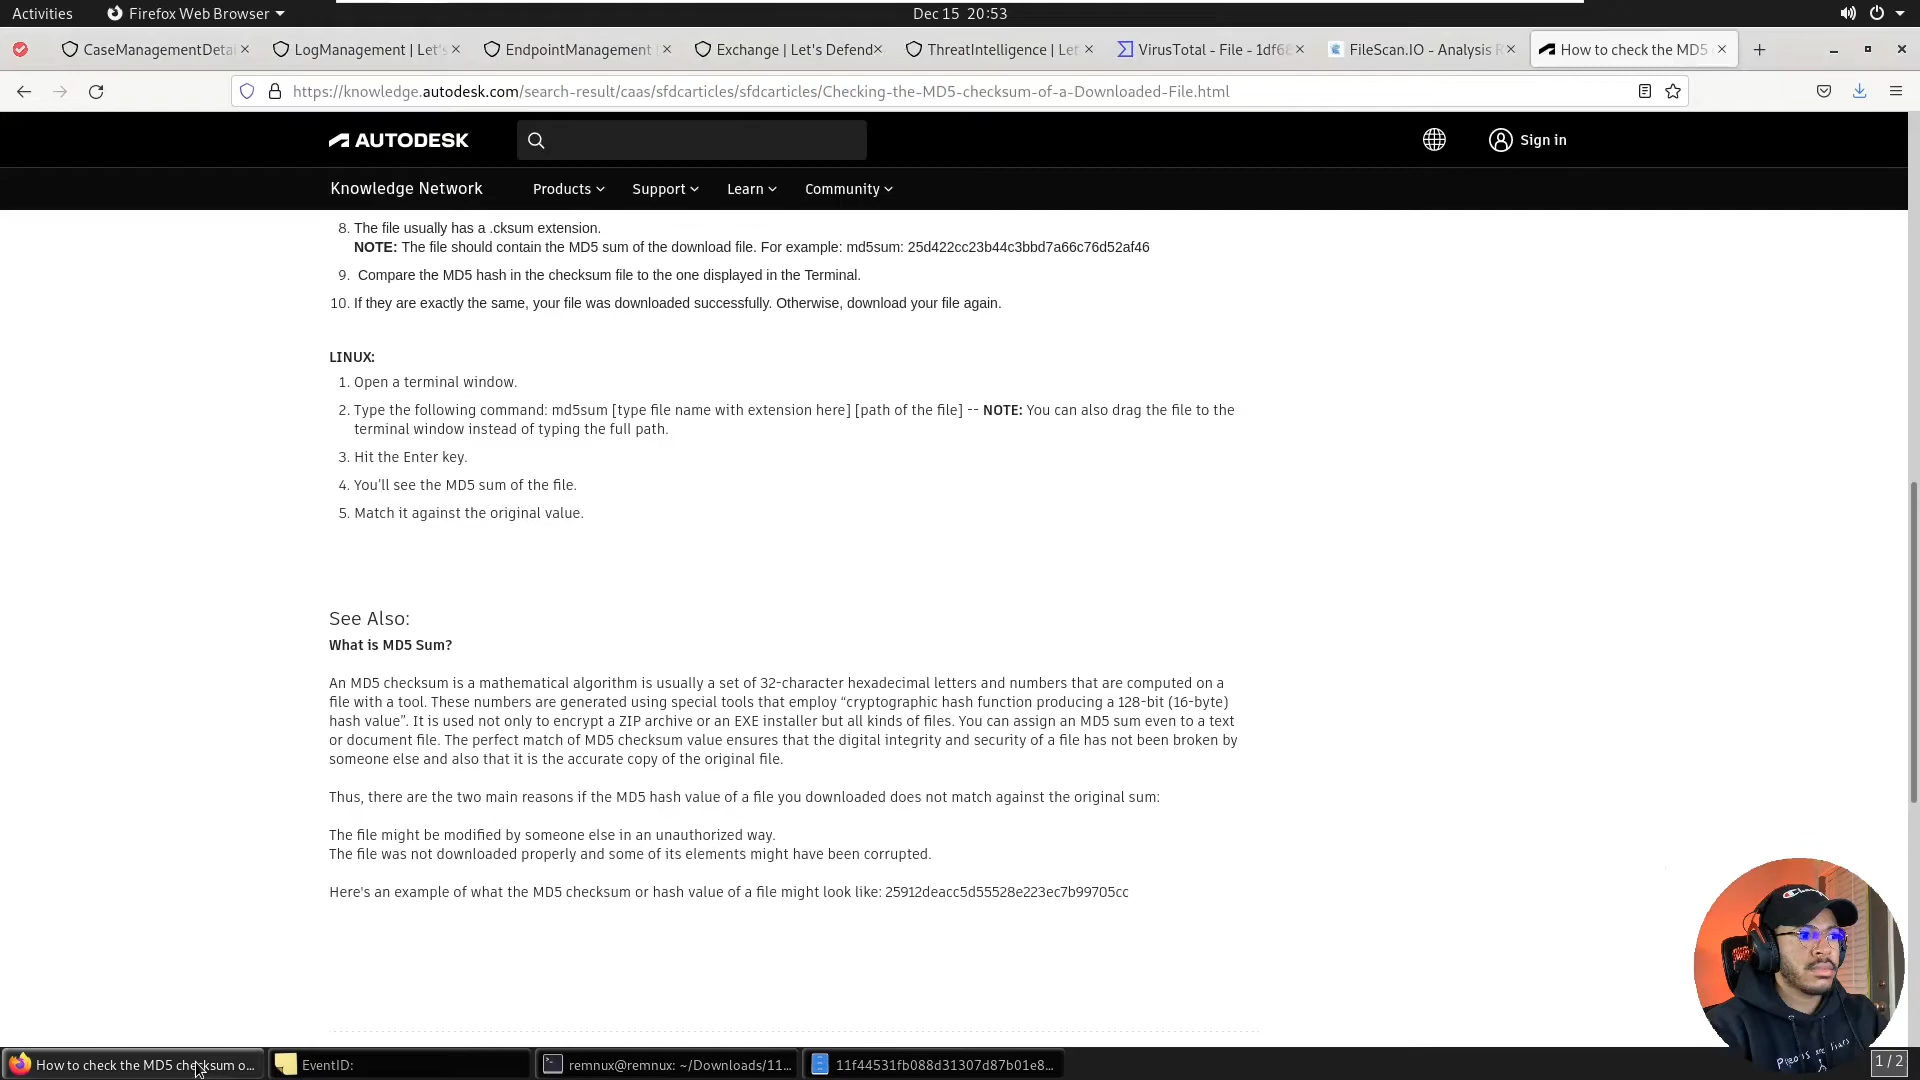 Activities
Firefox Web Browser
Dec 15 20:53
CaseManagementDetai
LogManagement | Let's
EndpointManagement |
Exchange | Let's Defend
ThreatIntelligence | Let
VirusTotal - File - 1df68
FileScan.IO - Analysis R
How to check the MD5
https://knowledge.autodesk.com/search-result/caas/sfdcarticles/sfdcarticles/Checking-the-MD5-checksum-of-a-Downloaded-File.html
AUTODESK
Sign in
Knowledge Network
Products
Support
Learn
Community
8. The file usually has a .cksum extension.
NOTE: The file should contain the MD5 sum of the download file. For example: md5sum: 25d422cc23b44c3bbd7a66c76d52af46
9. Compare the MD5 hash in the checksum file to the one displayed in the Terminal.
10. If they are exactly the same, your file was downloaded successfully. Otherwise, download your file again.
LINUX:
1. Open a terminal window.
2. Type the following command: md5sum [type file name with extension here] [path of the file] -- NOTE: You can also drag the file to the
terminal window instead of typing the full path.
3. Hit the Enter key.
4. You'll see the MD5 sum of the file.
5. Match it against the original value.
See Also:
What is MD5 Sum?
An MD5 checksum is a mathematical algorithm is usually a set of 32-character hexadecimal letters and numbers that are computed on a
file with a tool. These numbers are generated using special tools that employ “cryptographic hash function producing a 128-bit (16-byte)
hash value”. It is used not only to encrypt a ZIP archive or an EXE installer but all kinds of files. You can assign an MD5 sum even to a text
or document file. The perfect match of MD5 checksum value ensures that the digital integrity and security of a file has not been broken by
someone else and also that it is the accurate copy of the original file.
Thus, there are the two main reasons if the MD5 hash value of a file you downloaded does not match against the original sum:
The file might be modified by someone else in an unauthorized way.
The file was not downloaded properly and some of its elements might have been corrupted.
Here's an example of what the MD5 checksum or hash value of a file might look like: 25912deacc5d55528e223ec7b99705cc
How to check the MD5 checksum o...
EventID:
remnux@remnux: ~/Downloads/11...
11f44531fb088d31307d87b01e8...
1 / 2